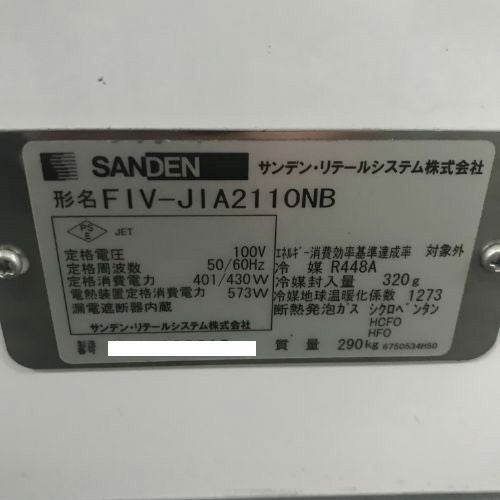 SANDEN サンデン・リテールシステム株式会社
形名 FIV-JIA2110NB
PS E JET
定格電圧 100V
定格周波数 50/60Hz
定格消費電力 401/430W
電熱装置定格消費電力 573W
漏電遮断器内蔵
サンデン・リテールシステム株式会社
エネルギー消費効率基準達成率 対象外
冷媒 R448A
冷媒封入量 320g
冷媒地球温暖化係数 1273
断熱発泡ガス シクロペンタン
HCFO
HFO
質量 290kg 6750534H50